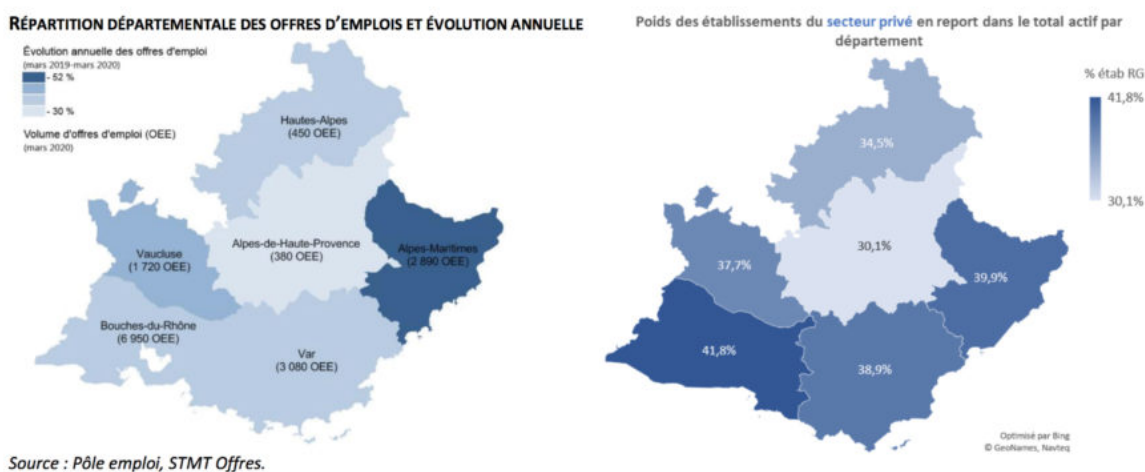 RÉPARTITION DÉPARTEMENTALE DES OFFRES D'EMPLOIS ET ÉVOLUTION ANNUELLE
Évolution annuelle des offres d'emploi
(mars 2019-mars 2020)
- 52 %
- 30 %
Volume d'offres d'emploi (OEE)
(mars 2020)
Hautes-Alpes
(450 OEE)
Vaucluse
(1 720 OEE)
Alpes-de-Haute-Provence
(380 OEE)
Alpes-Maritimes
(2 890 OEE)
Bouches-du-Rhône
(6 950 OEE)
Var
(3 080 OEE)
Source : Pôle emploi, STMT Offres.
Poids des établissements du secteur privé en report dans le total actif par
département
% étab RG
41,8%
30,1%
34,5%
30,1%
37,7%
39,9%
41,8%
38,9%
Optimisé par Bing
© GeoNames, Navteq